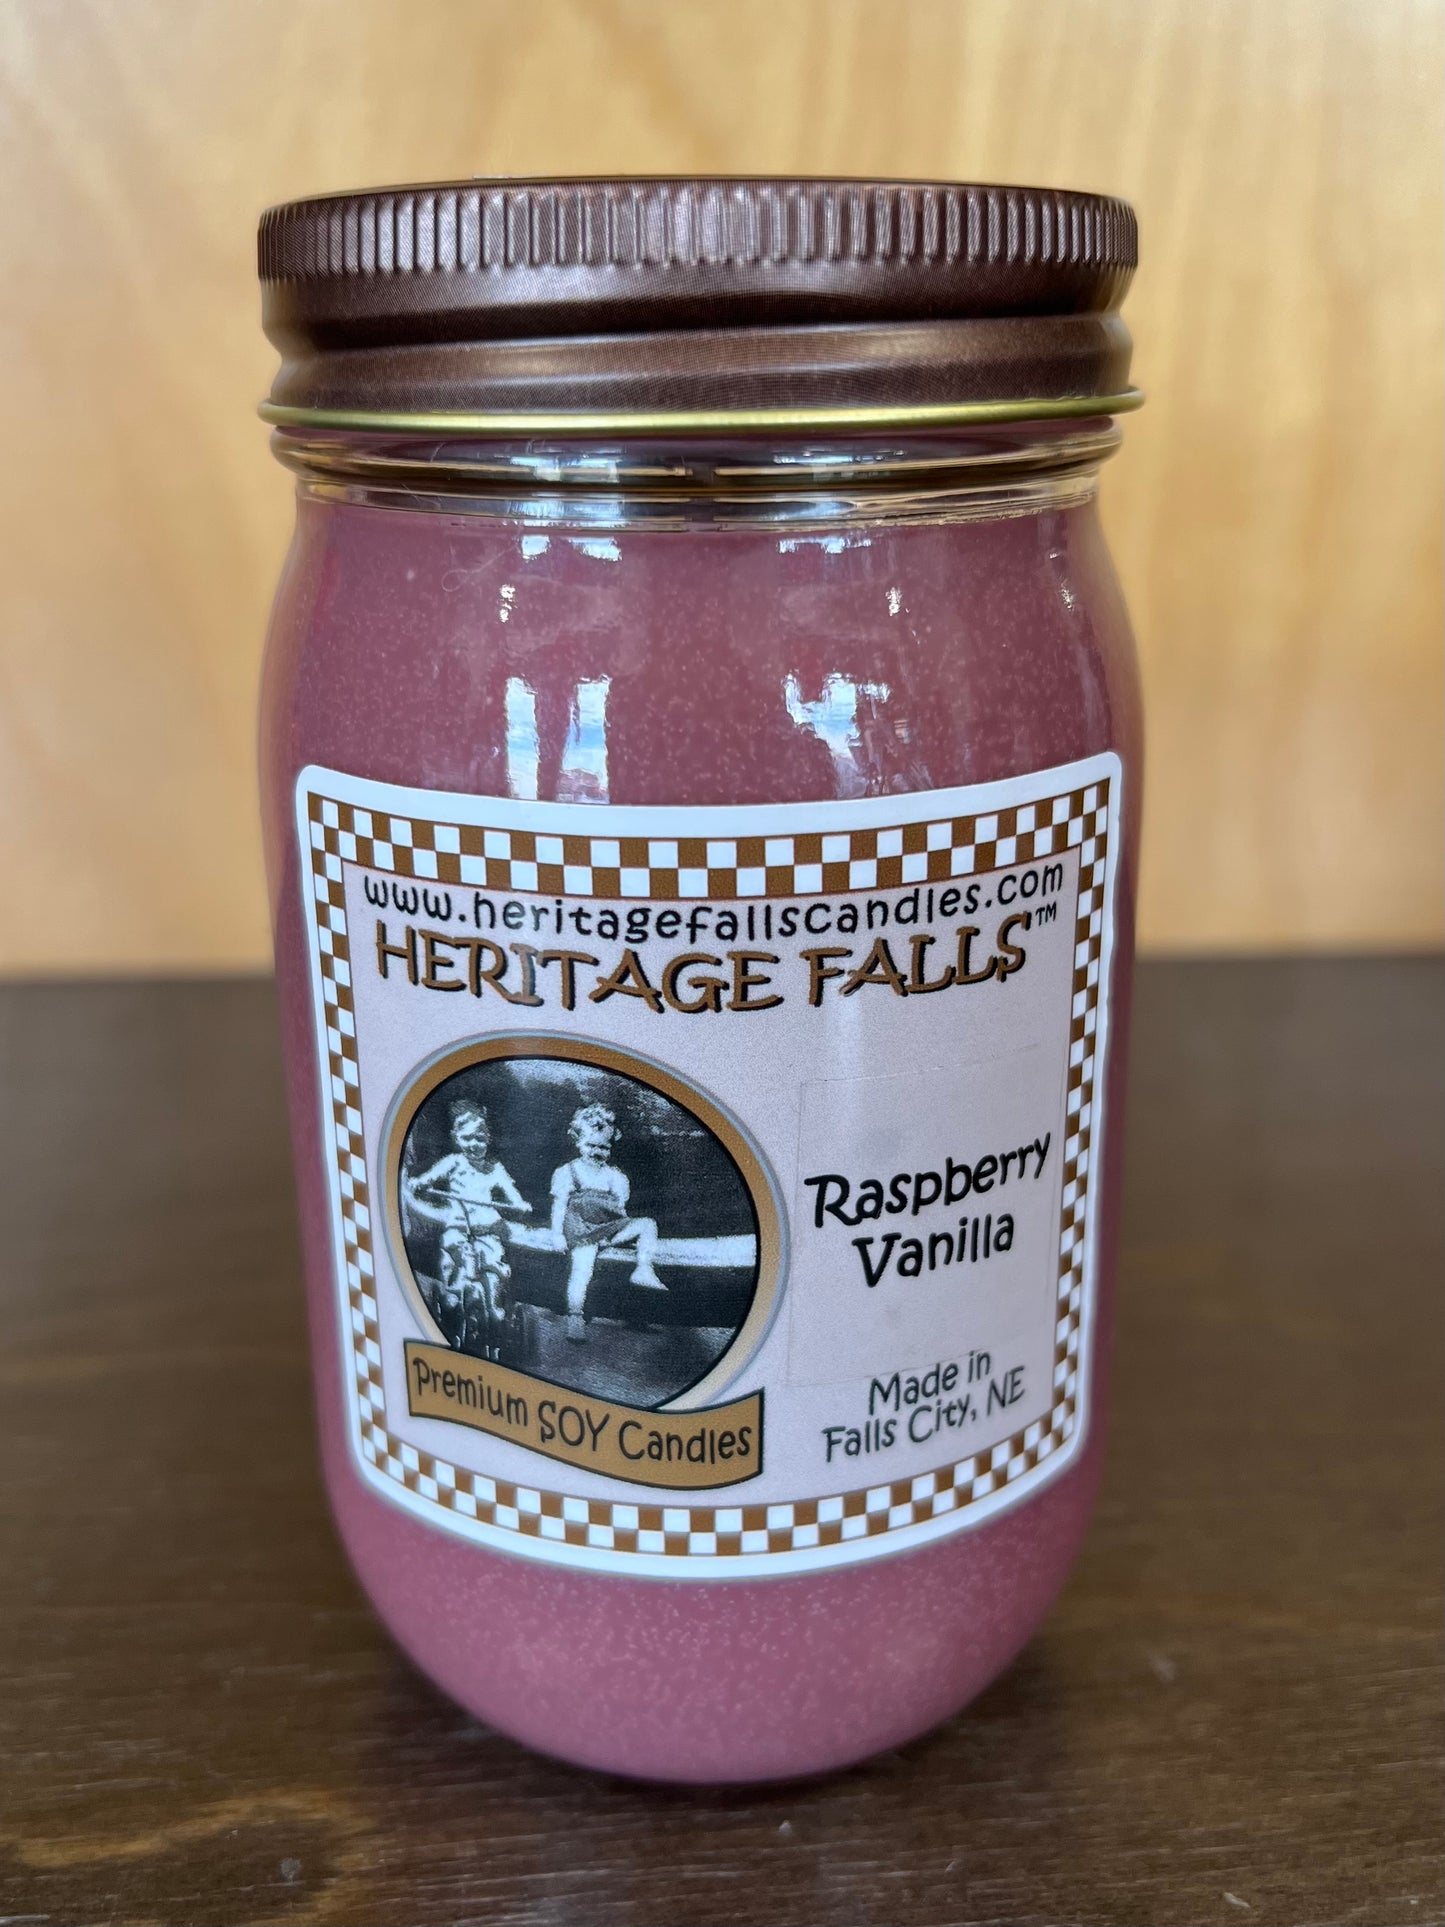 www.heritagefallscandles.com
HERITAGE FALLS™
Raspberry
Vanilla
Premium SOY Candles
Made in
Falls City, NE